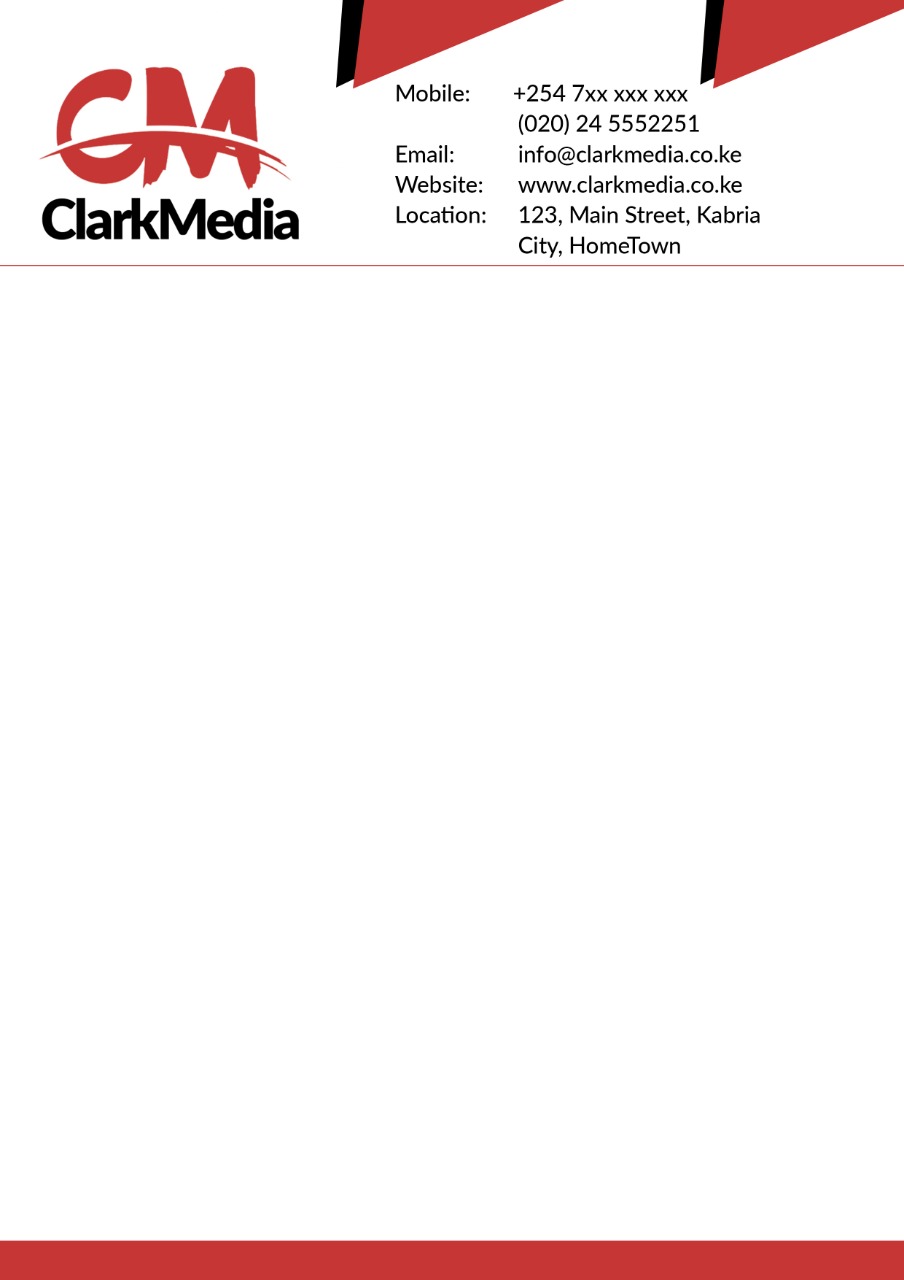 CM
ClarkMedia
Mobile: +254 7xx xxx xxx
(020) 24 5552251
Email: info@clarkmedia.co.ke
Website: www.clarkmedia.co.ke
Location: 123, Main Street, Kabria
City, HomeTown